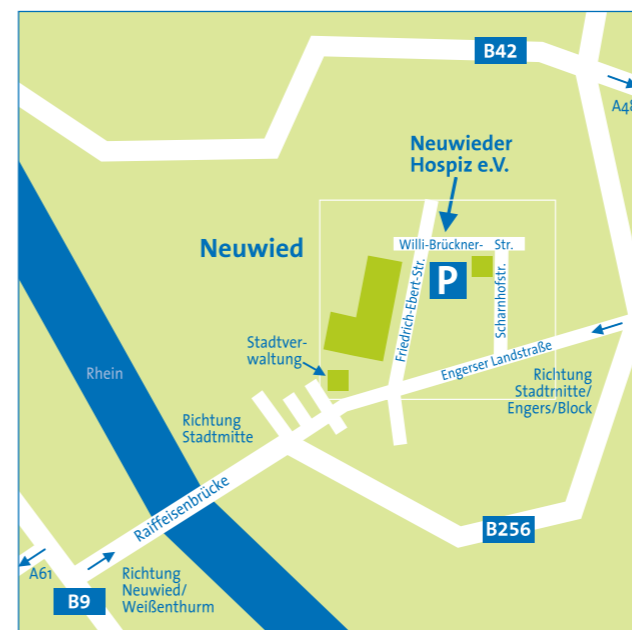 B42
A48
Neuwieder
Hospiz e.V.
Neuwied
Willi-Brückner- Str.
P
Friedrich-Ebert-Str.
Scharnhofstr.
Stadtver-
waltung
Engerser Landstraße
Rhein
Richtung
Stadtmitte/
Engers/Block
Richtung
Stadtmitte
Raiffeisenbrücke
B256
A61
Richtung
Neuwied/
Weißenthurm
B9